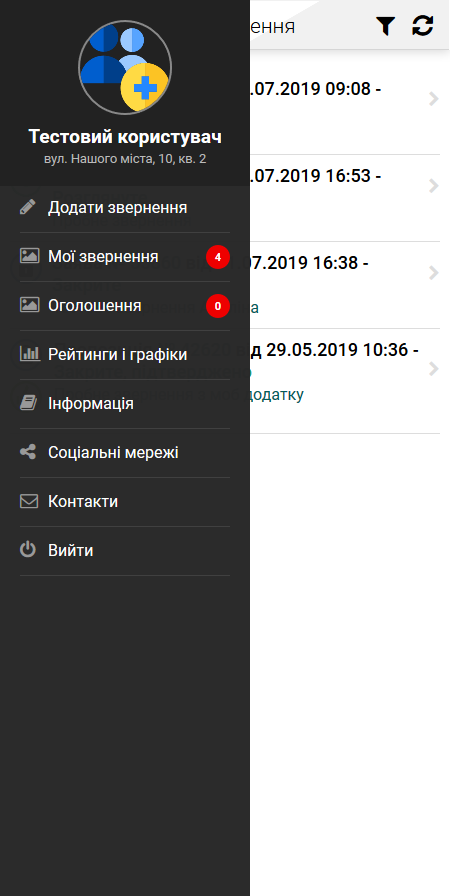 ення
Тестовий користувач
вул. Нашого міста, 10, кв. 2
.07.2019 09:08 -
Додати звернення
.07.2019 16:53 -
Мої звернення 4
07.2019 16:38 -
Оголошення 0
а
Рейтинги і графіки
д 29.05.2019 10:36 -
Інформація
додатку
Соціальні мережі
Контакти
Вийти